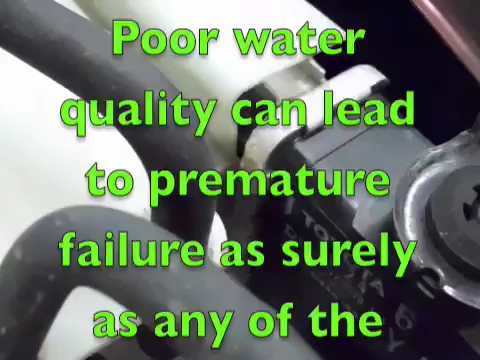 Poor water
quality can lead
to premature
failure as surely
as any of the